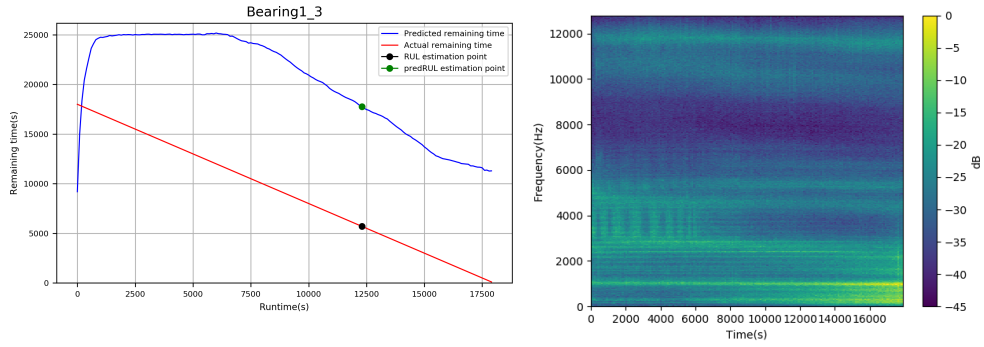 Bearing1_3
Predicted remaining time
Actual remaining time
RUL estimation point
predRUL estimation point
Remaining time(s)
25000
20000
15000
10000
5000
0
0 2500 5000 7500 10000 12500 15000 17500
Runtime(s)
Frequency(Hz)
12000
10000
8000
6000
4000
2000
0
0 2000 4000 6000 8000 10000 12000 14000 16000
Time(s)
0
-5
-10
-15
-20
-25
-30
-35
-40
-45
dB